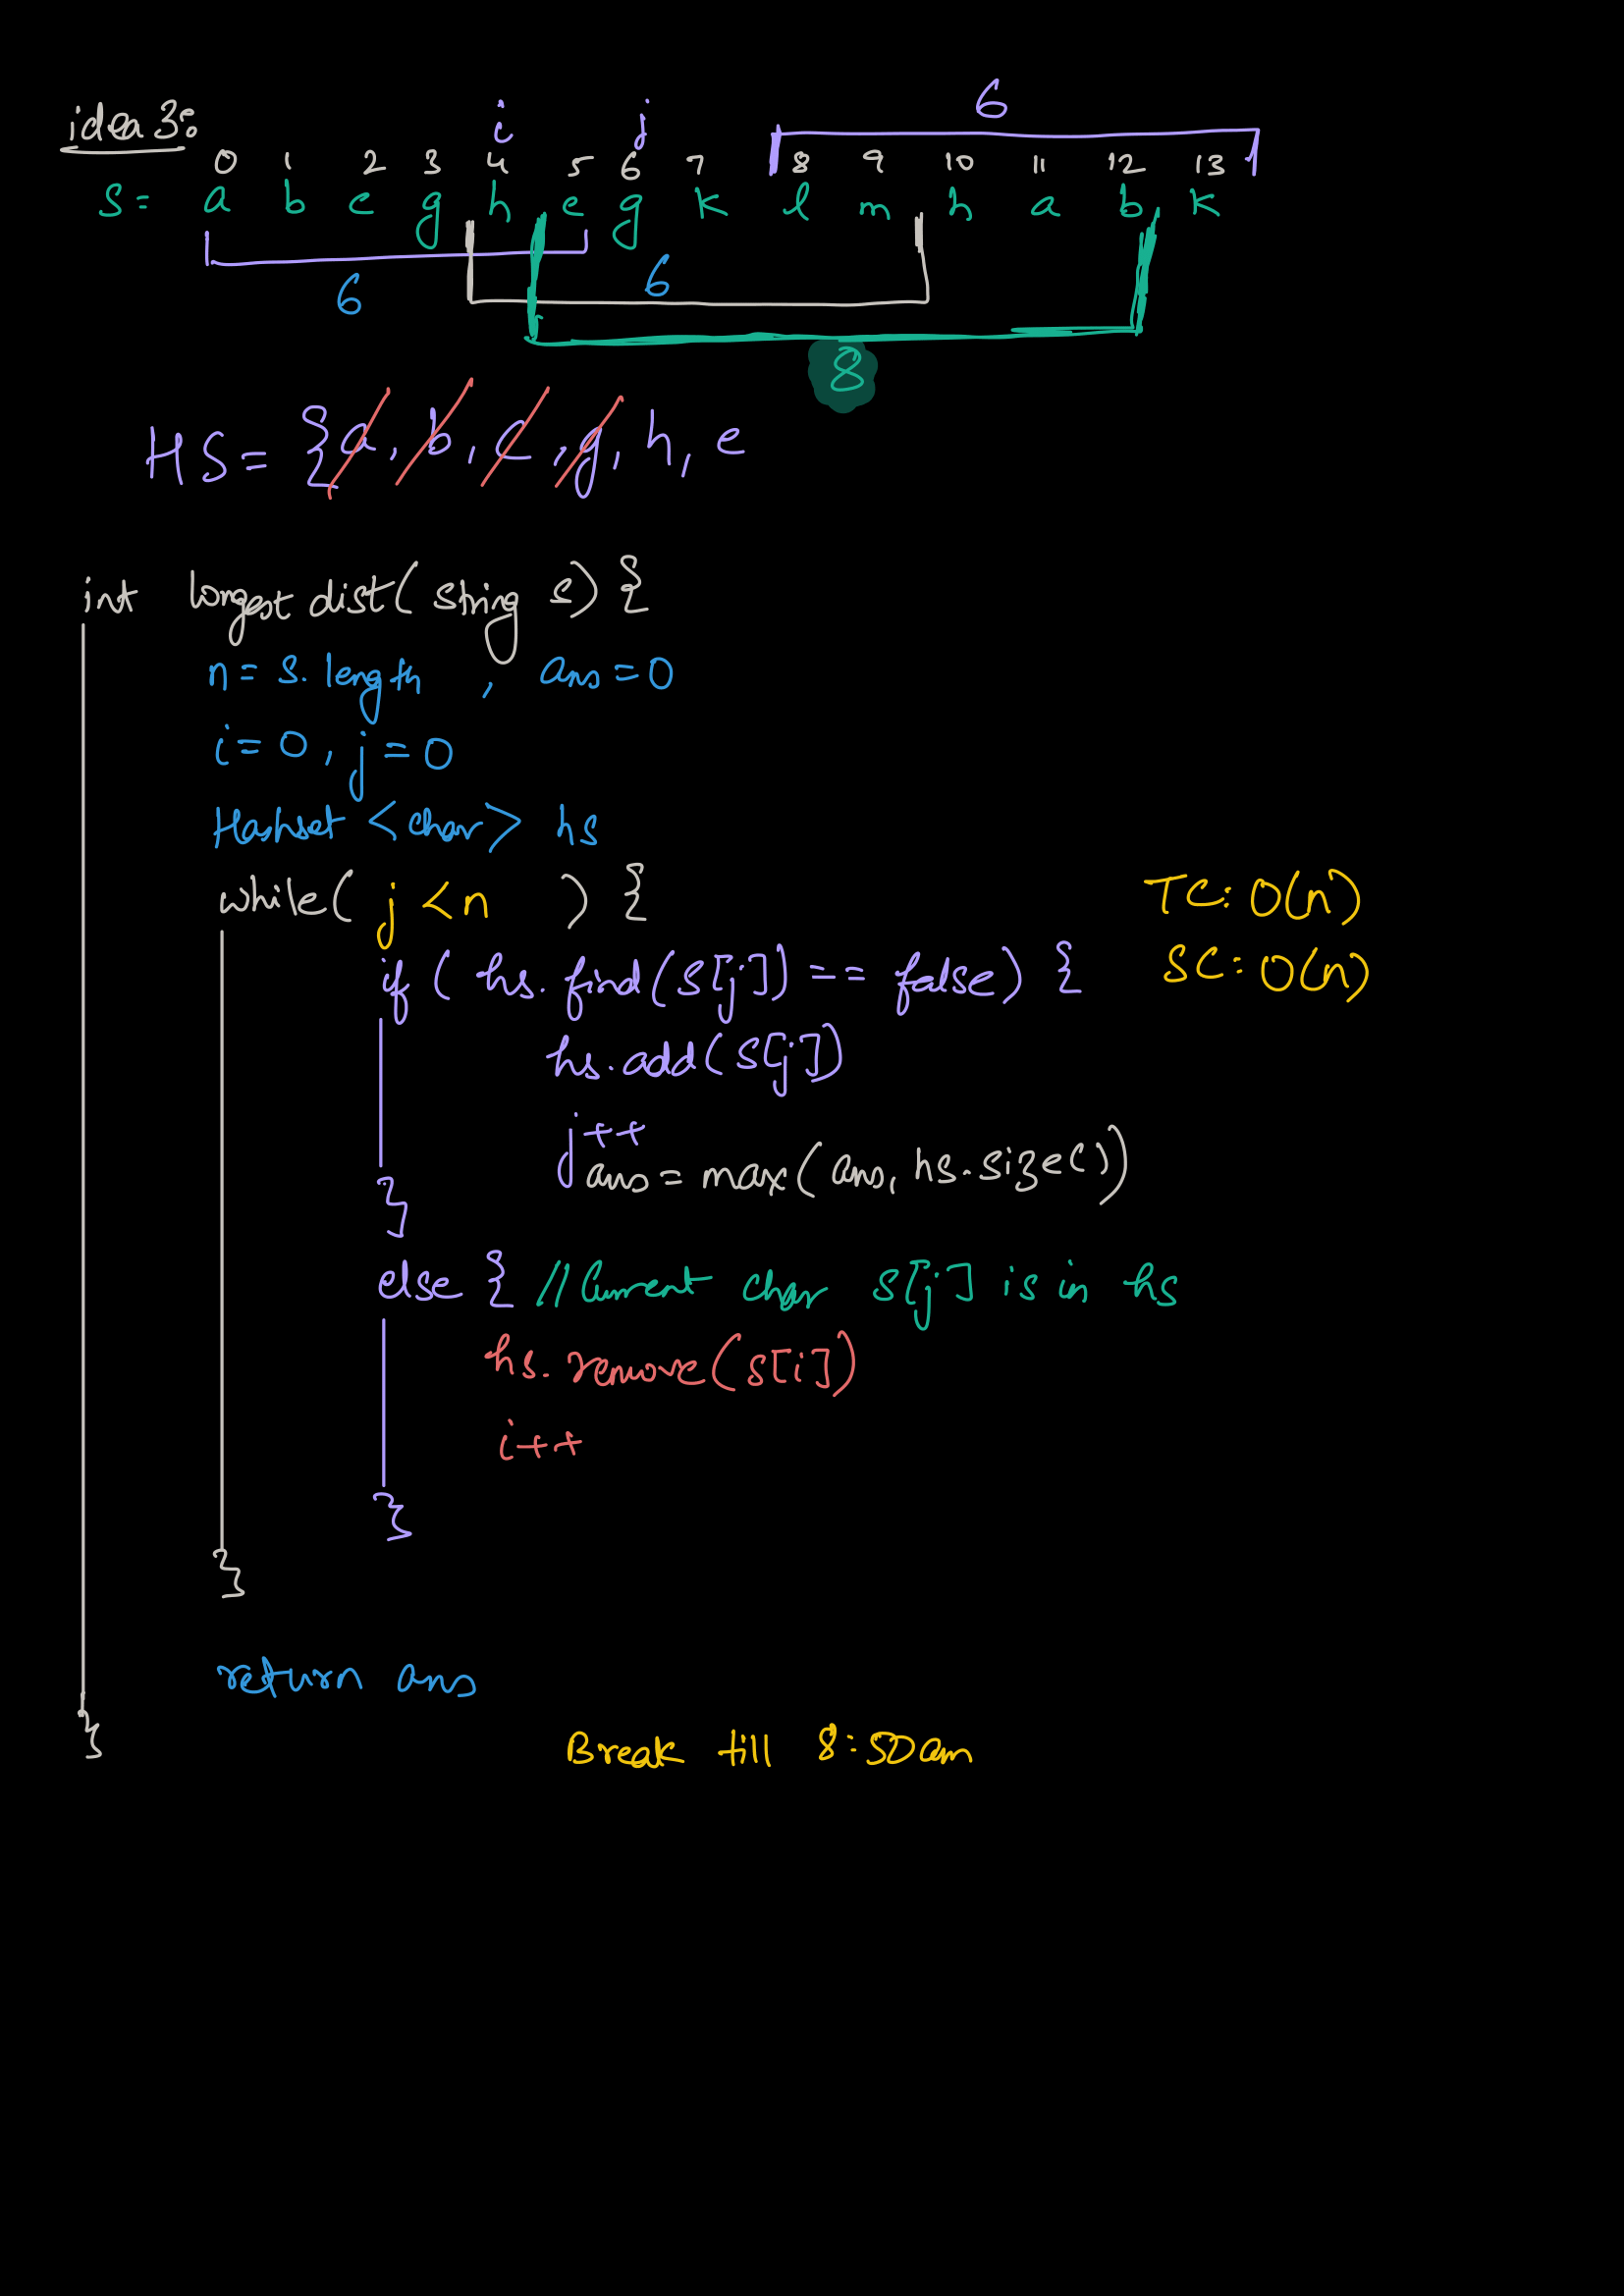 idea 3:
i j 6
0 1 2 3 4 5 6 7 8 9 10 11 12 13
S= a b c g h e g k l m h a b k
6 6
8
HS = {a, b, c, g, h, e
int longest dist( string s) {
n = s.length , ans = 0
i = 0, j = 0
Hashset <char> hs
while( j < n ) {
TC: O(n)
if ( hs.find(s[j]) == false) {
SC: O(n)
hs.add(s[j])
j++
ans = max(ans, hs.size())
}
else { // Current char s[j] is in hs
hs.remove(s[i])
i++
}
}
return ans
}
Break till 8:50am